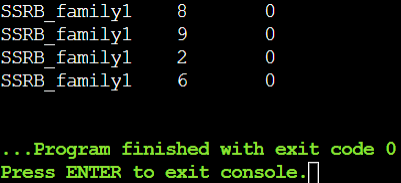 SSRB_family1    8       0
SSRB_family1    9       0
SSRB_family1    2       0
SSRB_family1    6       0
...Program finished with exit code 0
Press ENTER to exit console.